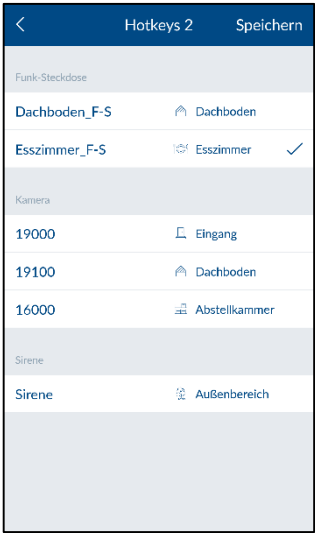 Hotkeys 2 Speichern
Funk-Steckdose
Dachboden_F-S Dachboden
Esszimmer_F-S Esszimmer
Kamera
19000 Eingang
19100 Dachboden
16000 Abstellkammer
Sirene
Sirene Außenbereich